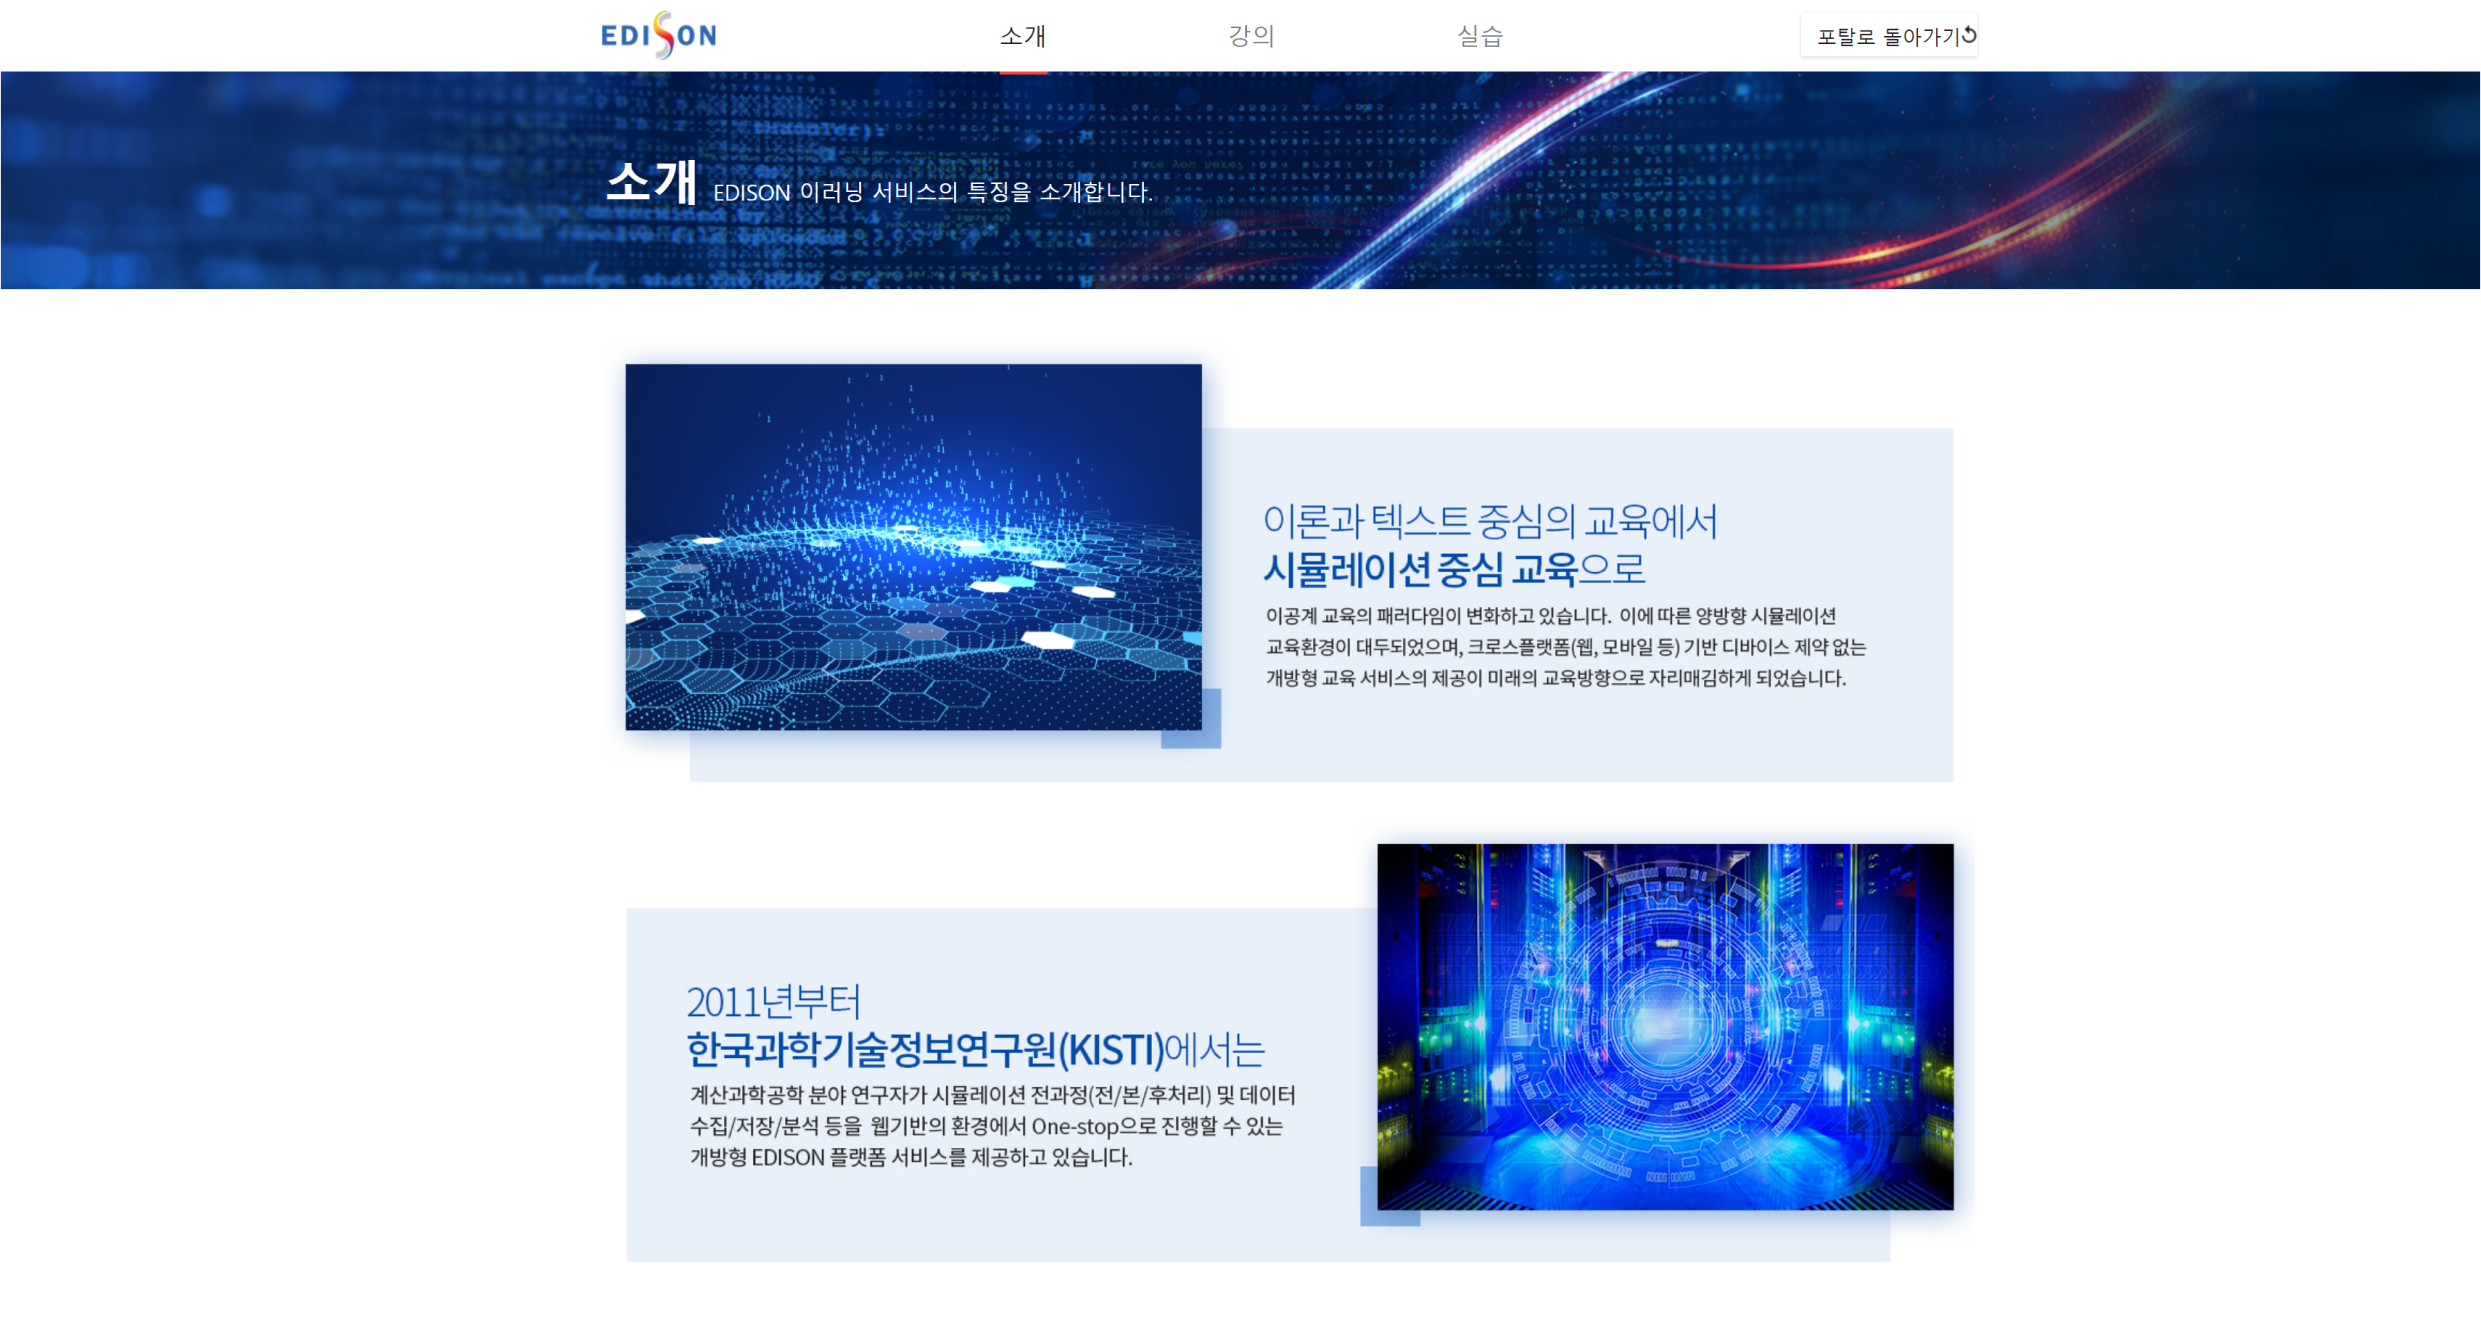 EDISON
소개
강의
실습
포탈로 돌아가기
소개 EDISON 이러닝 서비스의 특징을 소개합니다.
이론과 텍스트 중심의 교육에서
시뮬레이션 중심 교육으로
이공계 교육의 패러다임이 변화하고 있습니다. 이에 따른 양방향 시뮬레이션
교육환경이 대두되었으며, 크로스플랫폼(웹, 모바일 등) 기반 디바이스 제약 없는
개방형 교육 서비스의 제공이 미래의 교육방향으로 자리매김하게 되었습니다.
2011년부터
한국과학기술정보연구원(KISTI)에서는
계산과학공학 분야 연구자가 시뮬레이션 전과정(전/본/후처리) 및 데이터
수집/저장/분석 등을 웹기반의 환경에서 One-stop으로 진행할 수 있는
개방형 EDISON 플랫폼 서비스를 제공하고 있습니다.